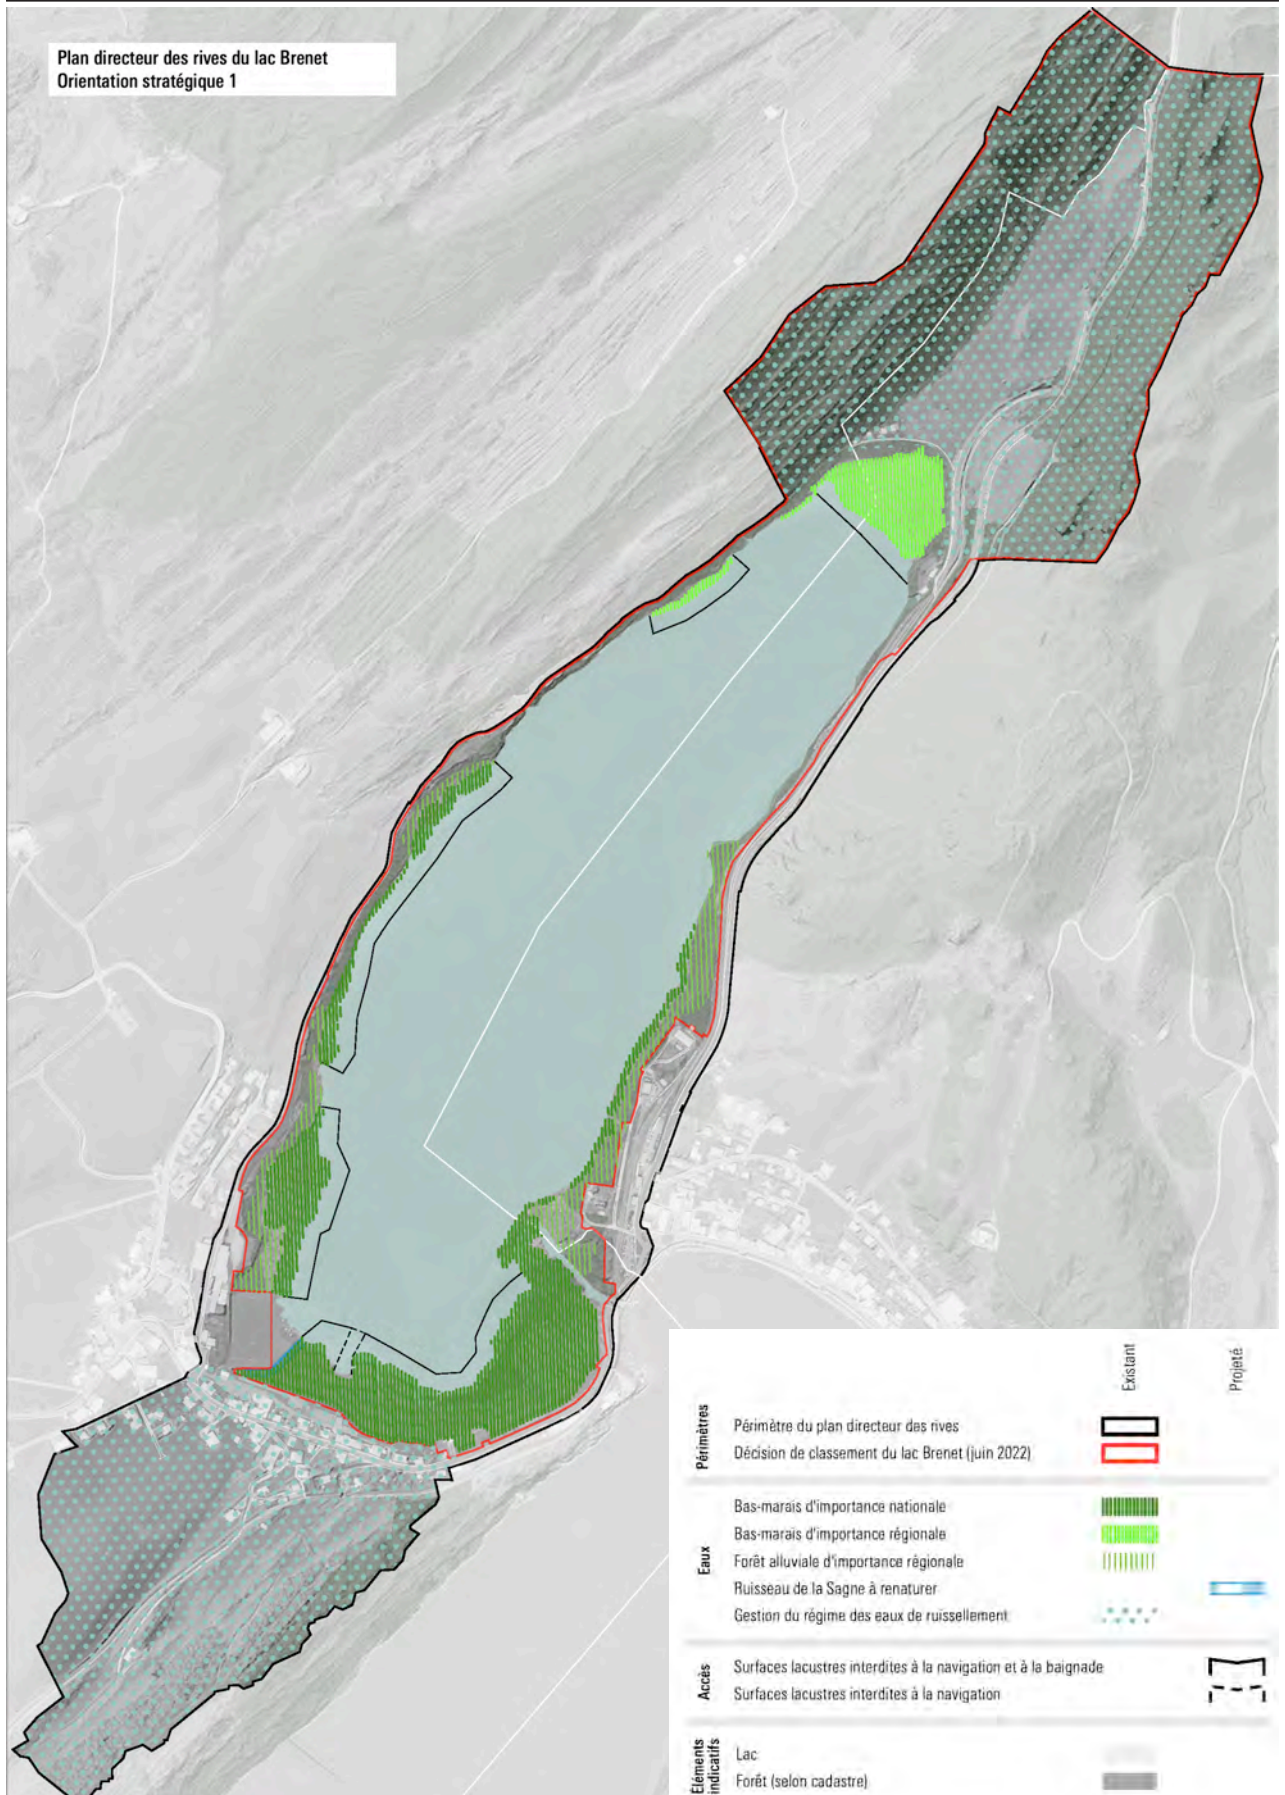 Plan directeur des rives du lac Brenet
Orientation stratégique 1
Existant
Projeté
Périmètres
Périmètre du plan directeur des rives
Décision de classement du lac Brenet (juin 2022)
Eaux
Bas-marais d'importance nationale
Bas-marais d'importance régionale
Forêt alluviale d'importance régionale
Ruisseau de la Sagne à renaturer
Gestion du régime des eaux de ruissellement
Accès
Surfaces lacustres interdites à la navigation et à la baignade
Surfaces lacustres interdites à la navigation
Éléments
indicatifs
Lac
Forêt (selon cadastre)